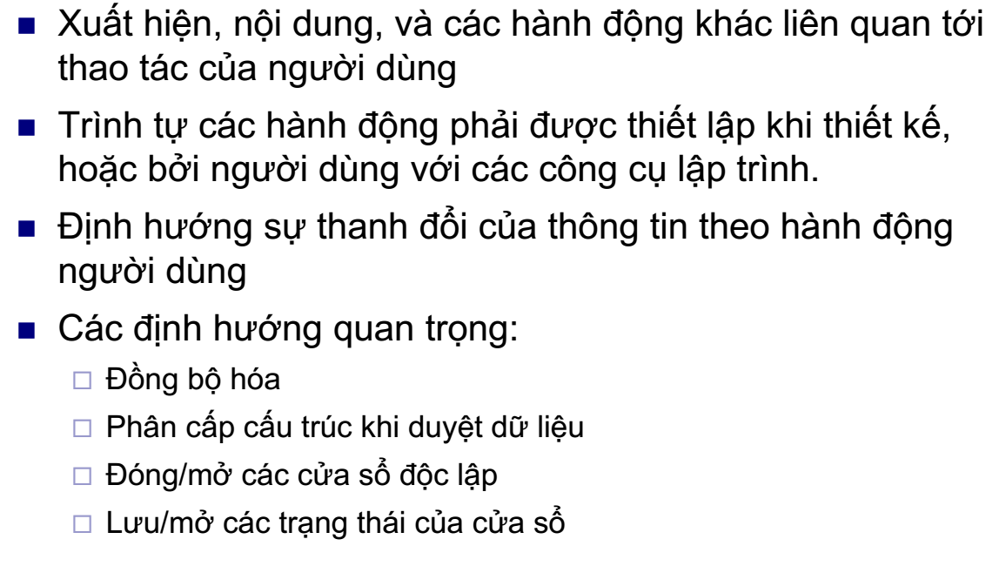 Xuất hiện, nội dung, và các hành động khác liên quan tới
thao tác của người dùng
Trình tự các hành động phải được thiết lập khi thiết kế,
hoặc bởi người dùng với các công cụ lập trình.
Định hướng sự thanh đổi của thông tin theo hành động
người dùng
Các định hướng quan trọng:
Đồng bộ hóa
Phân cấp cấu trúc khi duyệt dữ liệu
Đóng/mở các cửa sổ độc lập
Lưu/mở các trạng thái của cửa sổ